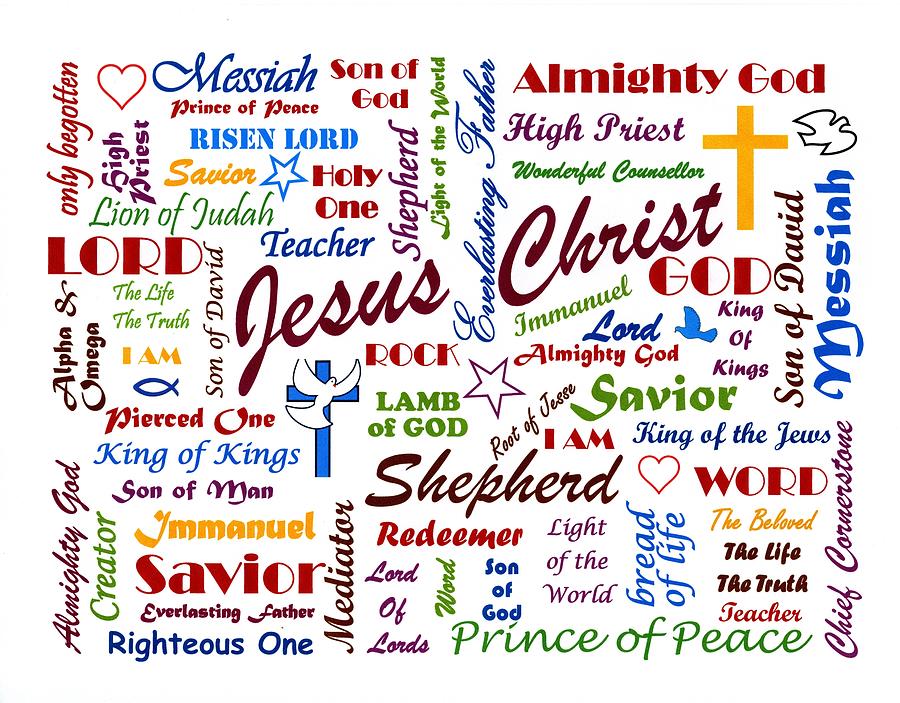 only begotten
Messiah
Prince of Peace
Son of
God
Light of the World
Everlasting Father
Almighty God
High
Priest
RISEN LORD
Savior
Holy
One
Shepherd
High Priest
Wonderful Counsellor
Lion of Judah
Teacher
Jesus Christ
Son of David
Messiah
LORD
Alpha &
Omega
The Life
The Truth
I AM
Son of David
GOD
Immanuel
Lord
King
Of
Kings
ROCK
Almighty God
Pierced One
LAMB
of GOD
Root of Jesse
Savior
King of Kings
I AM
King of the Jews
Son of Man
Shepherd
WORD
Almighty God
Creator
Immanuel
Mediator
Redeemer
Light
of the
World
bread
of life
The Beloved
Chief Cornerstone
Savior
Lord
Of
Lords
Word
Son
of
God
The Life
The Truth
Teacher
Everlasting Father
Righteous One
Prince of Peace